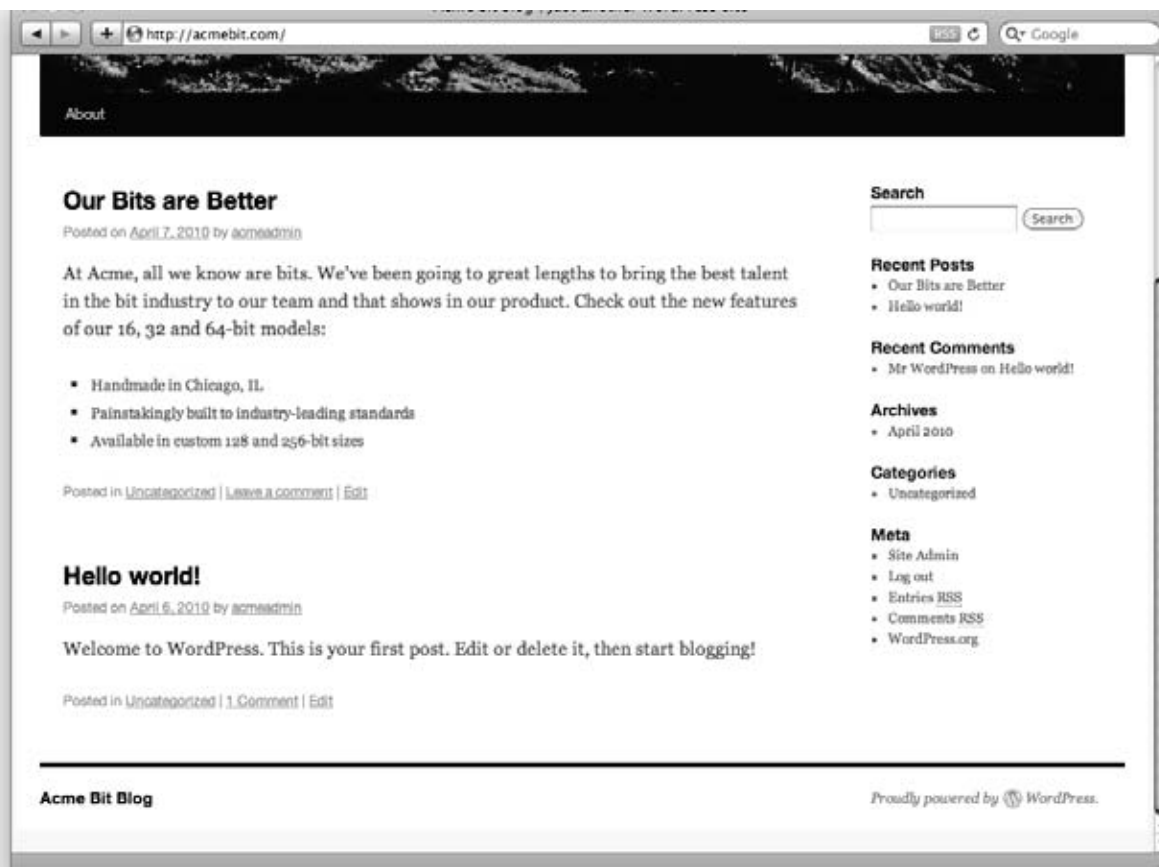 http://acmebit.com/
RSS
Google
About
Our Bits are Better
Posted on April 7, 2010 by acmeadmin
At Acme, all we know are bits. We've been going to great lengths to bring the best talent
in the bit industry to our team and that shows in our product. Check out the new features
of our 16, 32 and 64-bit models:
Handmade in Chicago, IL
Painstakingly built to industry-leading standards
Available in custom 128 and 256-bit sizes
Posted in Uncategorized | Leave a comment | Edit
Hello world!
Posted on April 6, 2010 by acmeadmin
Welcome to WordPress. This is your first post. Edit or delete it, then start blogging!
Posted in Uncategorized | 1 Comment | Edit
Search
Search
Recent Posts
Our Bits are Better
Hello world!
Recent Comments
Mr WordPress on Hello world!
Archives
April 2010
Categories
Uncategorized
Meta
Site Admin
Log out
Entries RSS
Comments RSS
WordPress.org
Acme Bit Blog
Proudly powered by WordPress.